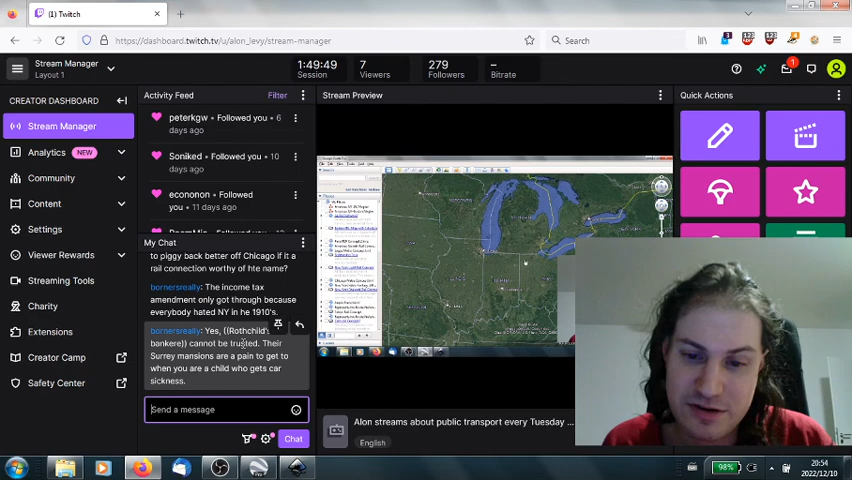 (1) Twitch
https://dashboard.twitch.tv/u/alon_levy/stream-manager
Search
Stream Manager
Layout 1
1:49:49
Session
7
Viewers
279
Followers
–
Bitrate
1
CREATOR DASHBOARD
Stream Manager
Analytics NEW
Community
Content
Settings
Viewer Rewards
Streaming Tools
Charity
Extensions
Creator Camp
Safety Center
Activity Feed
Filter
peterkgw • Followed you • 6
days ago
Soniked • Followed you • 10
days ago
econonon • Followed
you • 11 days ago
My Chat
to piggy back better off Chicago if it a
rail connection worthy of hte name?
bornersreally: The income tax
amendment only got through because
everybody hated NY in he 1910's.
bornersreally: Yes, ((Rothchild
bankere)) cannot be trusted. Their
Surrey mansions are a pain to get to
when you are a child who gets car
sickness.
Send a message
Chat
Stream Preview
Alon streams about public transport every Tuesday ...
English
Quick Actions
98%
20:54
2022/12/10